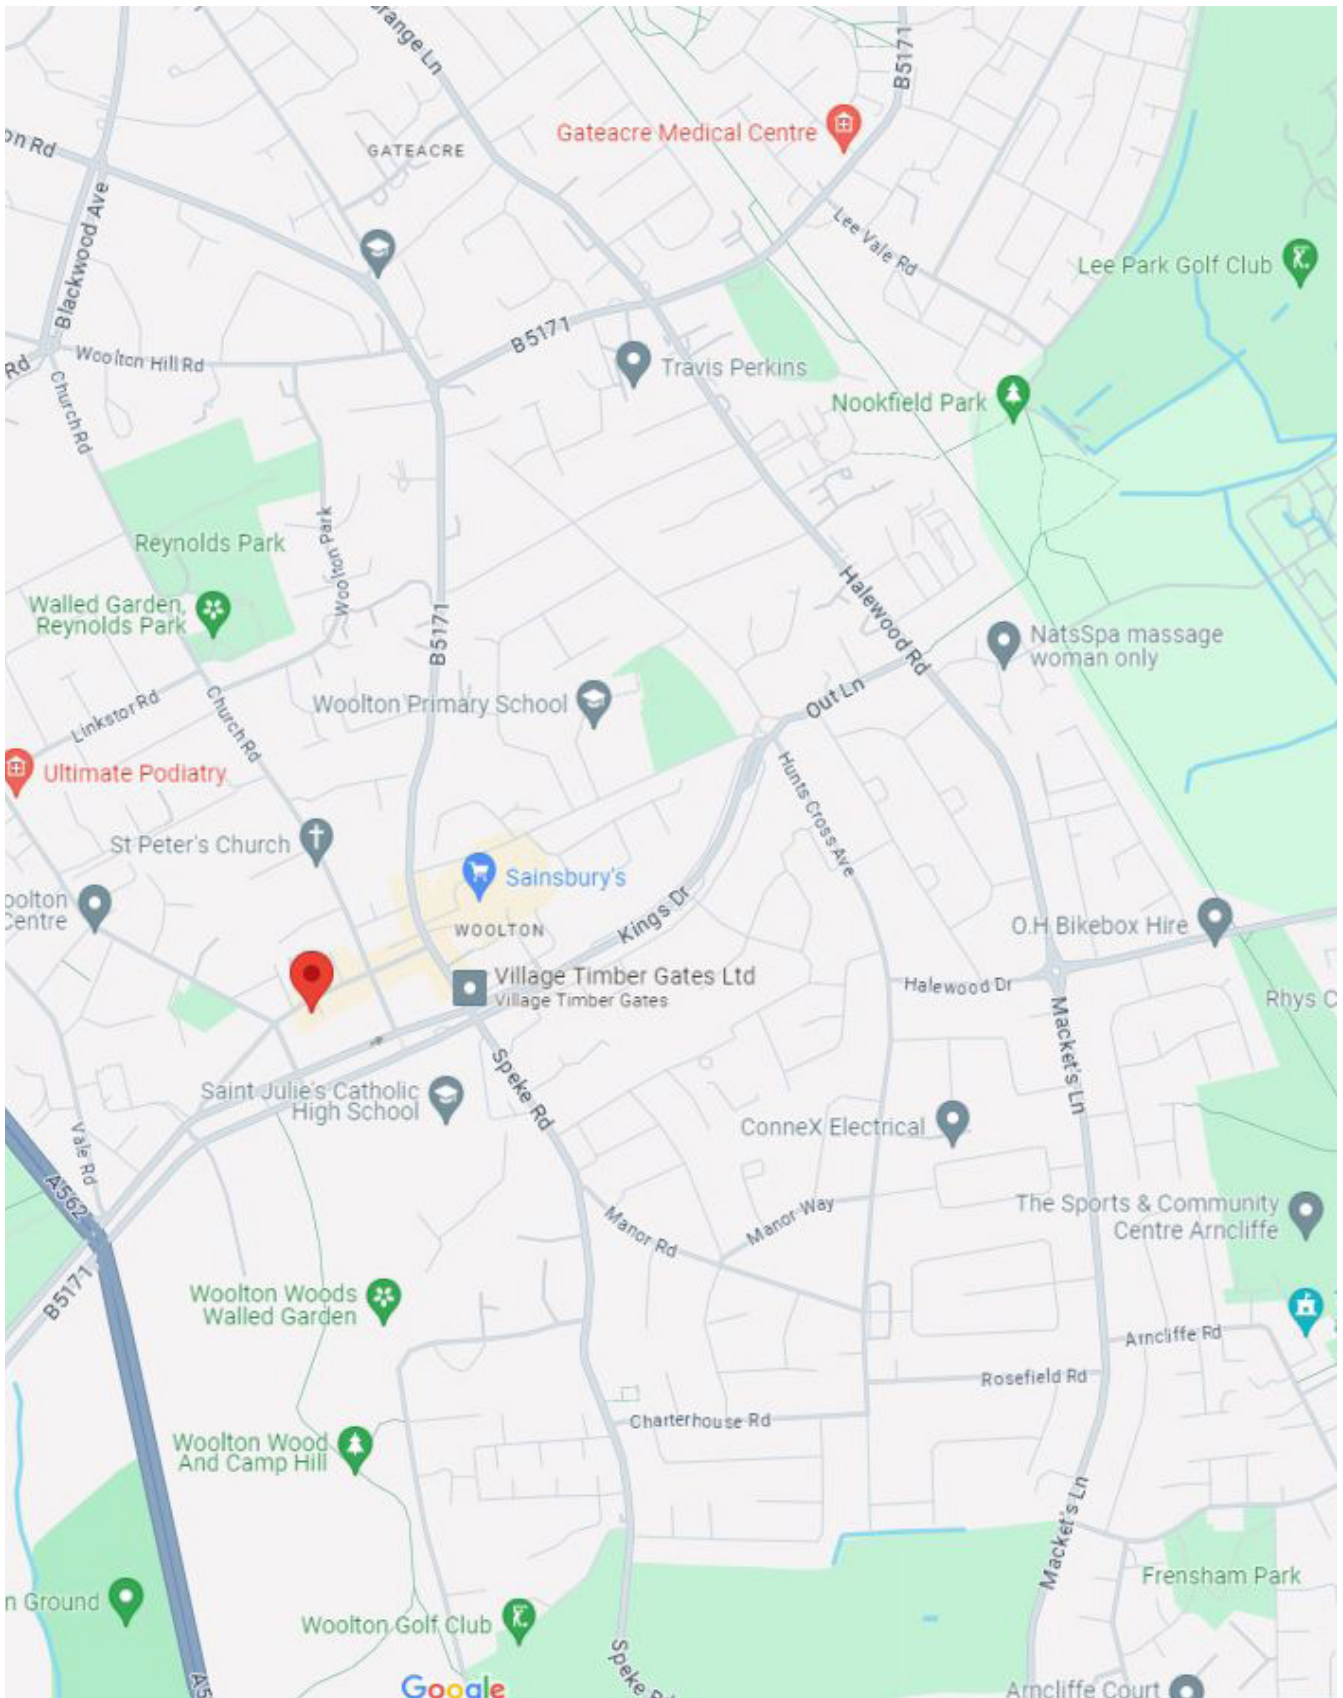 Grange Ln
B5171
Gateacre Medical Centre
GATEACRE
on Rd
Blackwood Ave
Lee Vale Rd
Lee Park Golf Club
B5171
Woolton Hill Rd
Rd
Church Rd
Travis Perkins
Nookfield Park
Reynolds Park
Woolton Park
Walled Garden,
Reynolds Park
B5171
Halewood Rd
NatsSpa massage
woman only
Linkstor Rd
Church Rd
Woolton Primary School
Out Ln
Ultimate Podiatry
Hunts Cross Ave
St Peter's Church
Sainsbury's
oolton
Centre
WOOLTON
Kings Dr
O.H Bikebox Hire
Village Timber Gates Ltd
Village Timber Gates
Halewood Dr
Rhys C
Macket's Ln
Speke Rd
Saint Julie's Catholic
High School
ConneX Electrical
Vale Rd
A562
Manor Rd
Manor Way
The Sports & Community
Centre Arncliffe
B5171
Woolton Woods
Walled Garden
Arncliffe Rd
Rosefield Rd
Charterhouse Rd
Woolton Wood
And Camp Hill
Macket's Ln
Frensham Park
n Ground
Woolton Golf Club
Speke Rd
A5
Google
Arncliffe Court